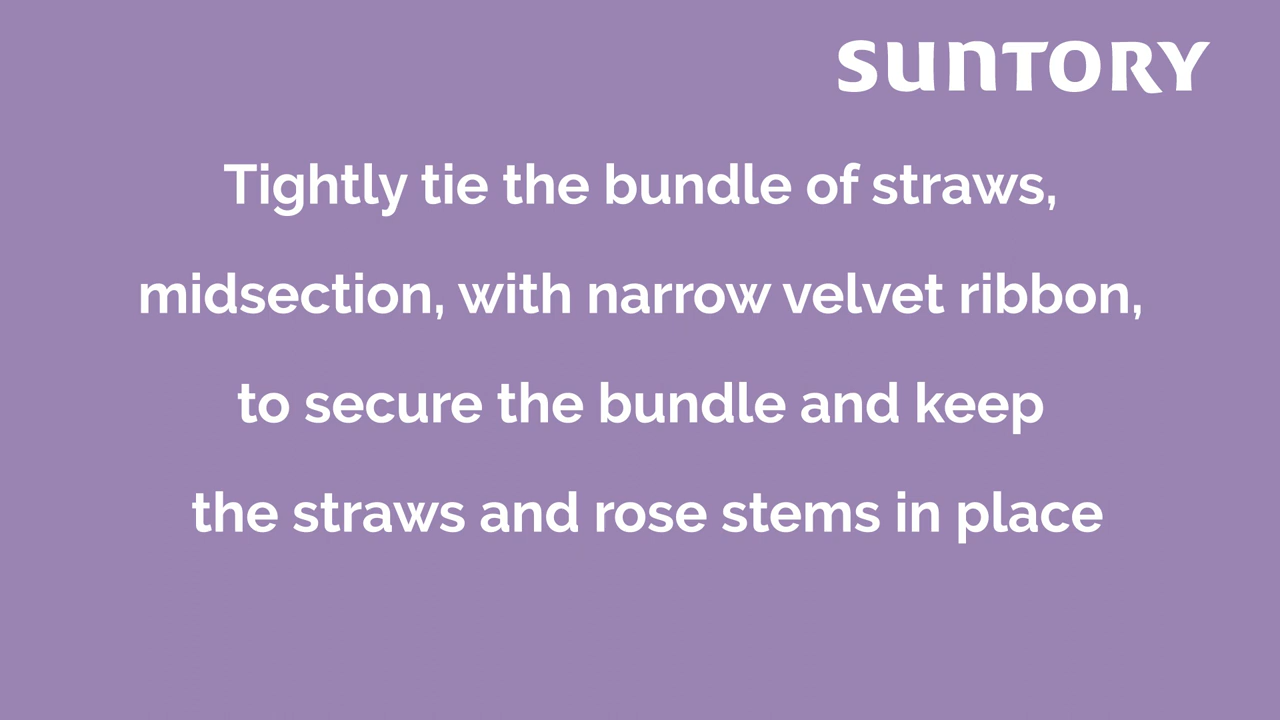 SUNTORY
Tightly tie the bundle of straws,
midsection, with narrow velvet ribbon,
to secure the bundle and keep
the straws and rose stems in place